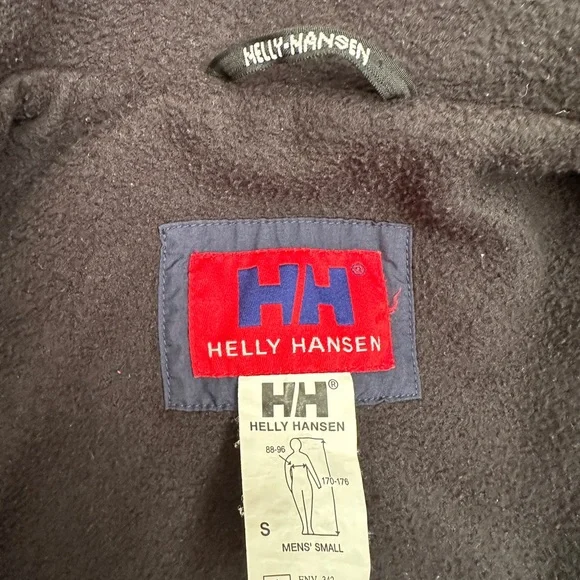 HELLY-HANSEN
HH®
HELLY HANSEN
HH®
HELLY HANSEN
88-96
170-176
S
MENS' SMALL